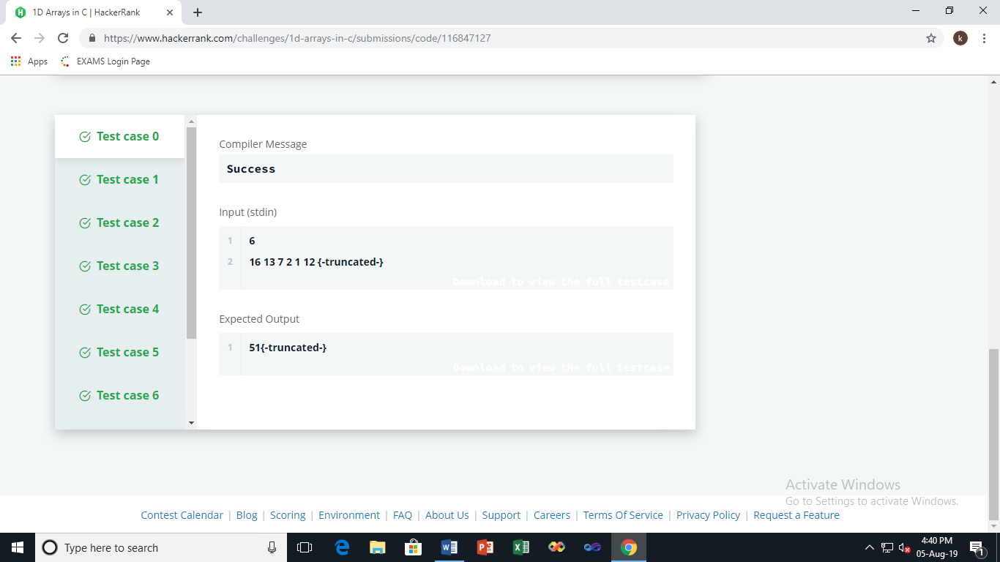 1D Arrays in C | HackerRank
https://www.hackerrank.com/challenges/1d-arrays-in-c/submissions/code/116847127
k
Apps EXAMS Login Page
Test case 0
Test case 1
Test case 2
Test case 3
Test case 4
Test case 5
Test case 6
Compiler Message
Success
Input (stdin)
1 6
2 16 13 7 2 1 12 {-truncated-}
Download to view the full testcase
Expected Output
1 51{-truncated-}
Download to view the full testcase
Activate Windows
Go to Settings to activate Windows.
Contest Calendar | Blog | Scoring | Environment | FAQ | About Us | Support | Careers | Terms Of Service | Privacy Policy | Request a Feature
Type here to search
4:40 PM
05-Aug-19
1